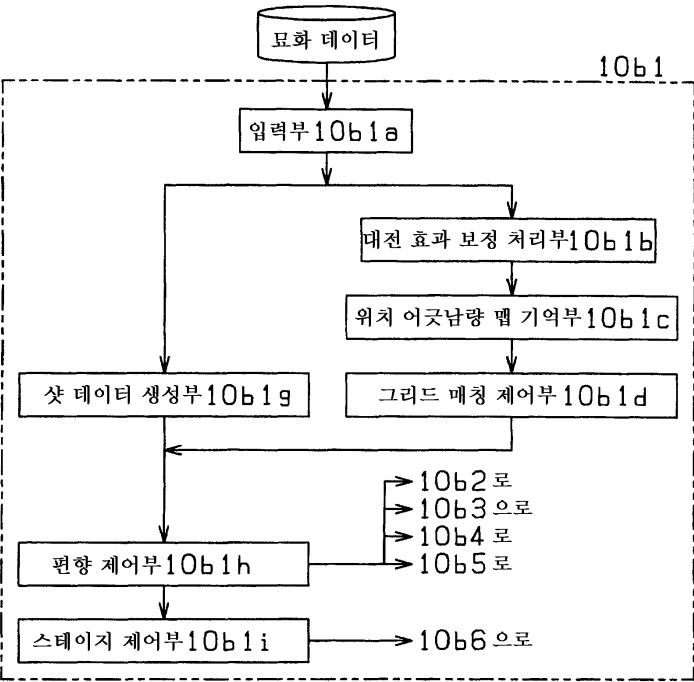 묘화 데이터
10b1
입력부10b1a
대전 효과 보정 처리부10b1b
위치 어긋남량 맵 기억부10b1c
샷 데이터 생성부10b1g
그리드 매칭 제어부10b1d
10b2로
10b3으로
10b4로
10b5로
편향 제어부10b1h
스테이지 제어부10b1i
10b6으로